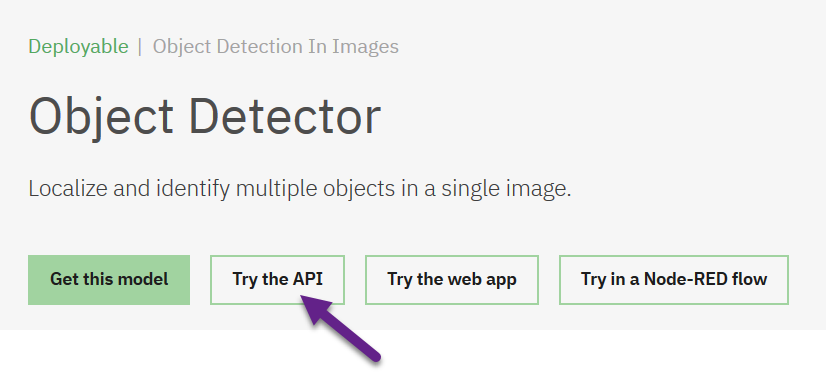 Deployable | Object Detection In Images
Object Detector
Localize and identify multiple objects in a single image.
Get this model Try the API Try the web app Try in a Node-RED flow